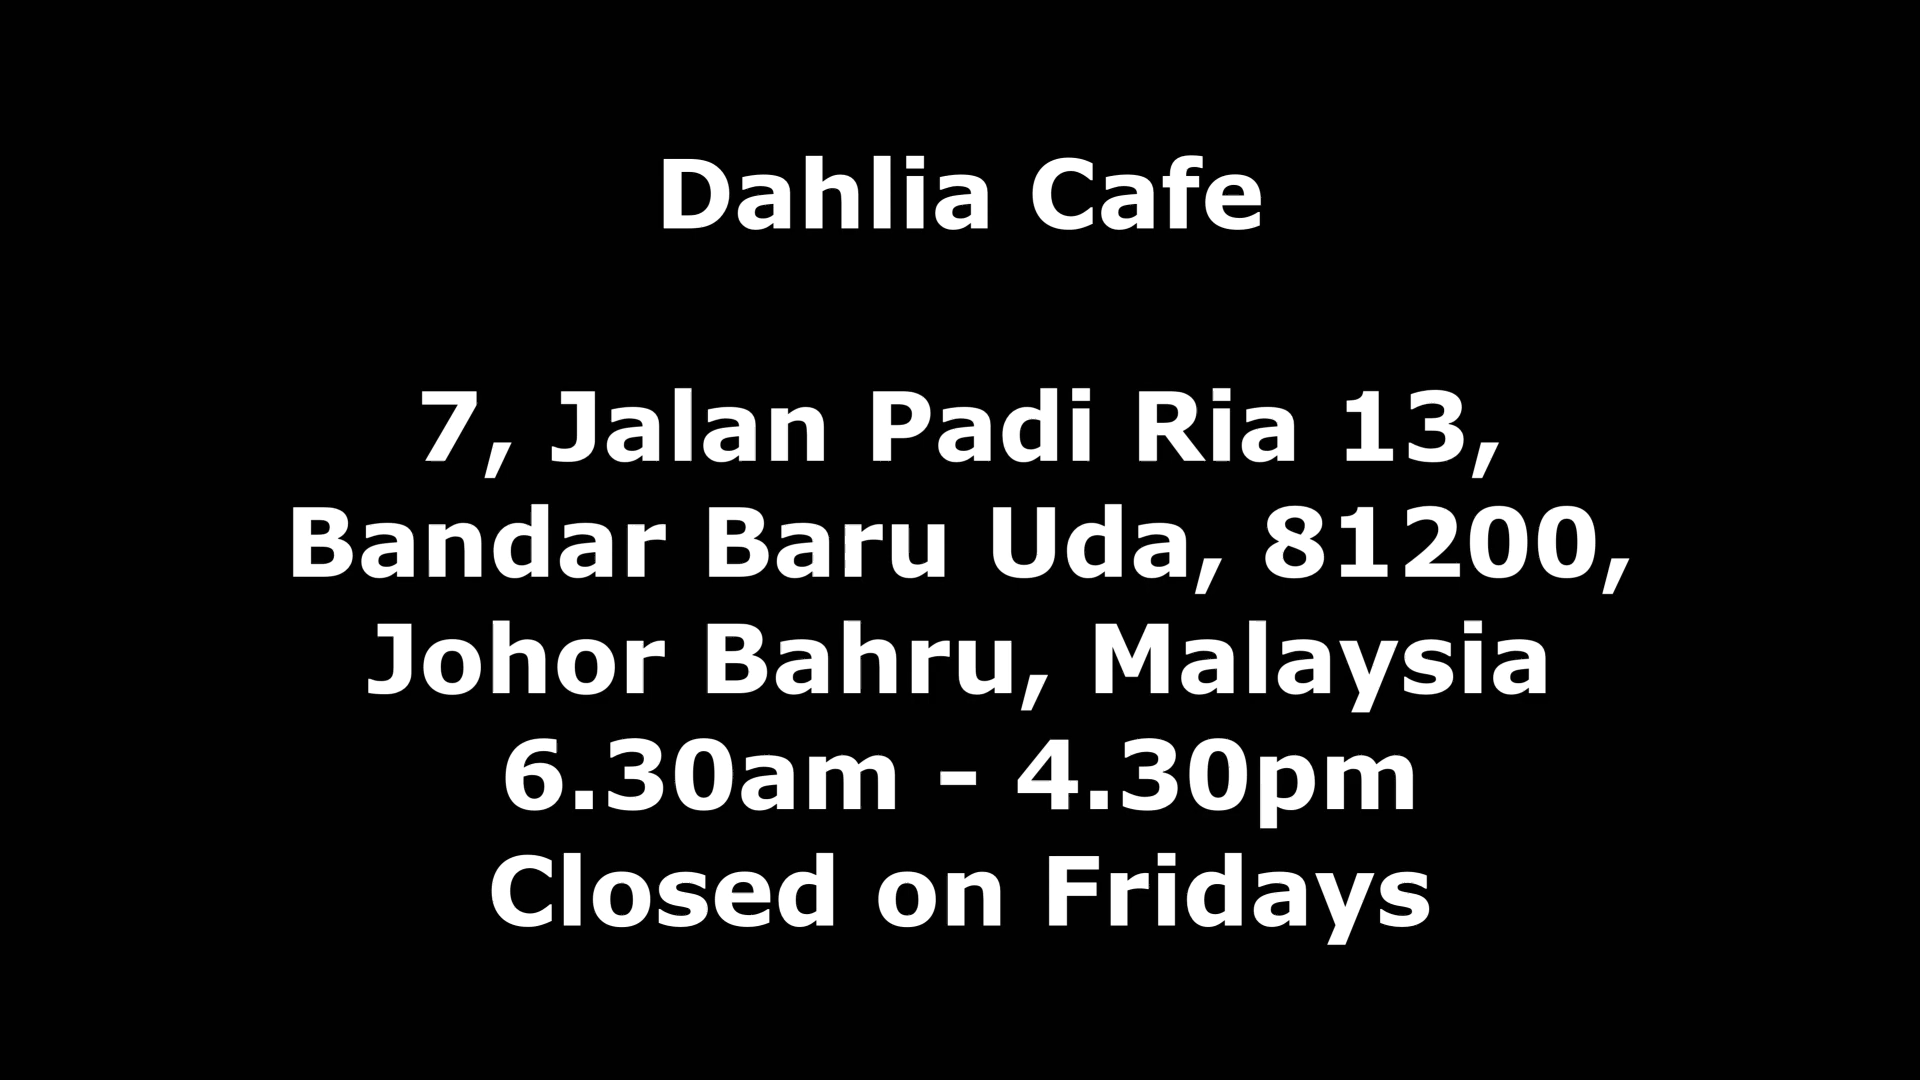 Dahlia Cafe
7, Jalan Padi Ria 13,
Bandar Baru Uda, 81200,
Johor Bahru, Malaysia
6.30am - 4.30pm
Closed on Fridays